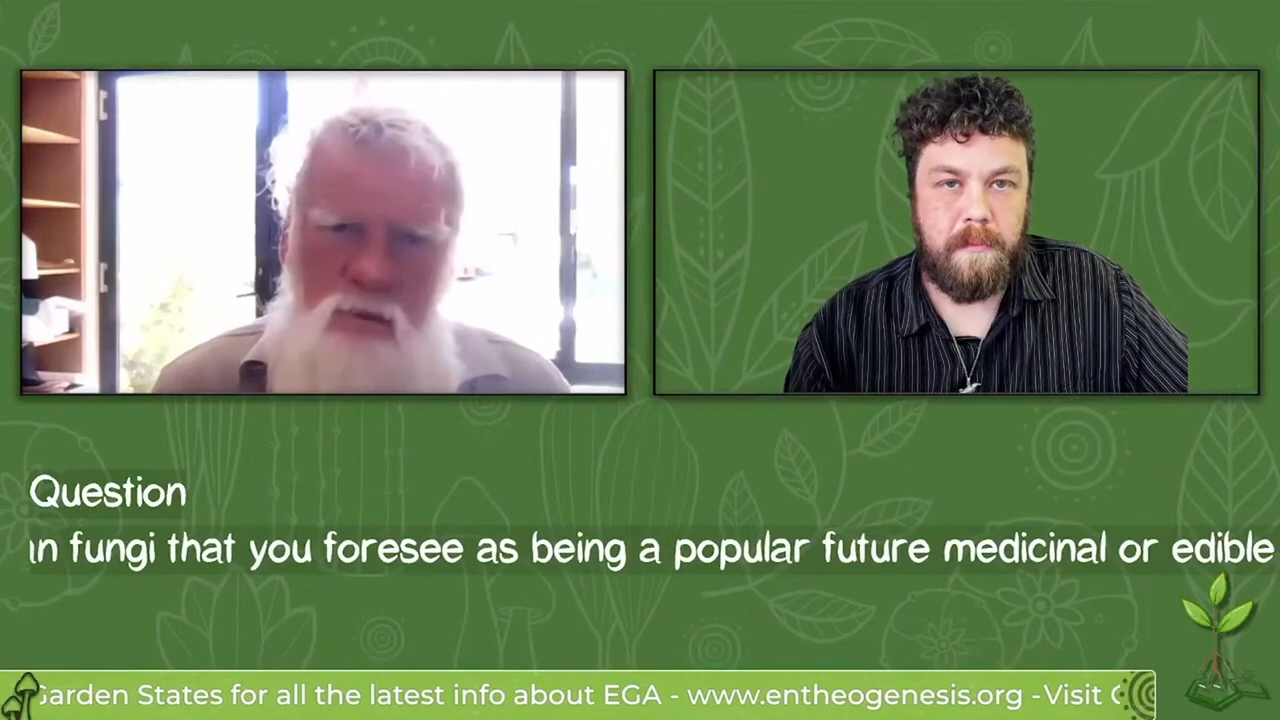 Question
in fungi that you foresee as being a popular future medicinal or edible
Garden States for all the latest info about EGA - www.entheogenesis.org -Visit